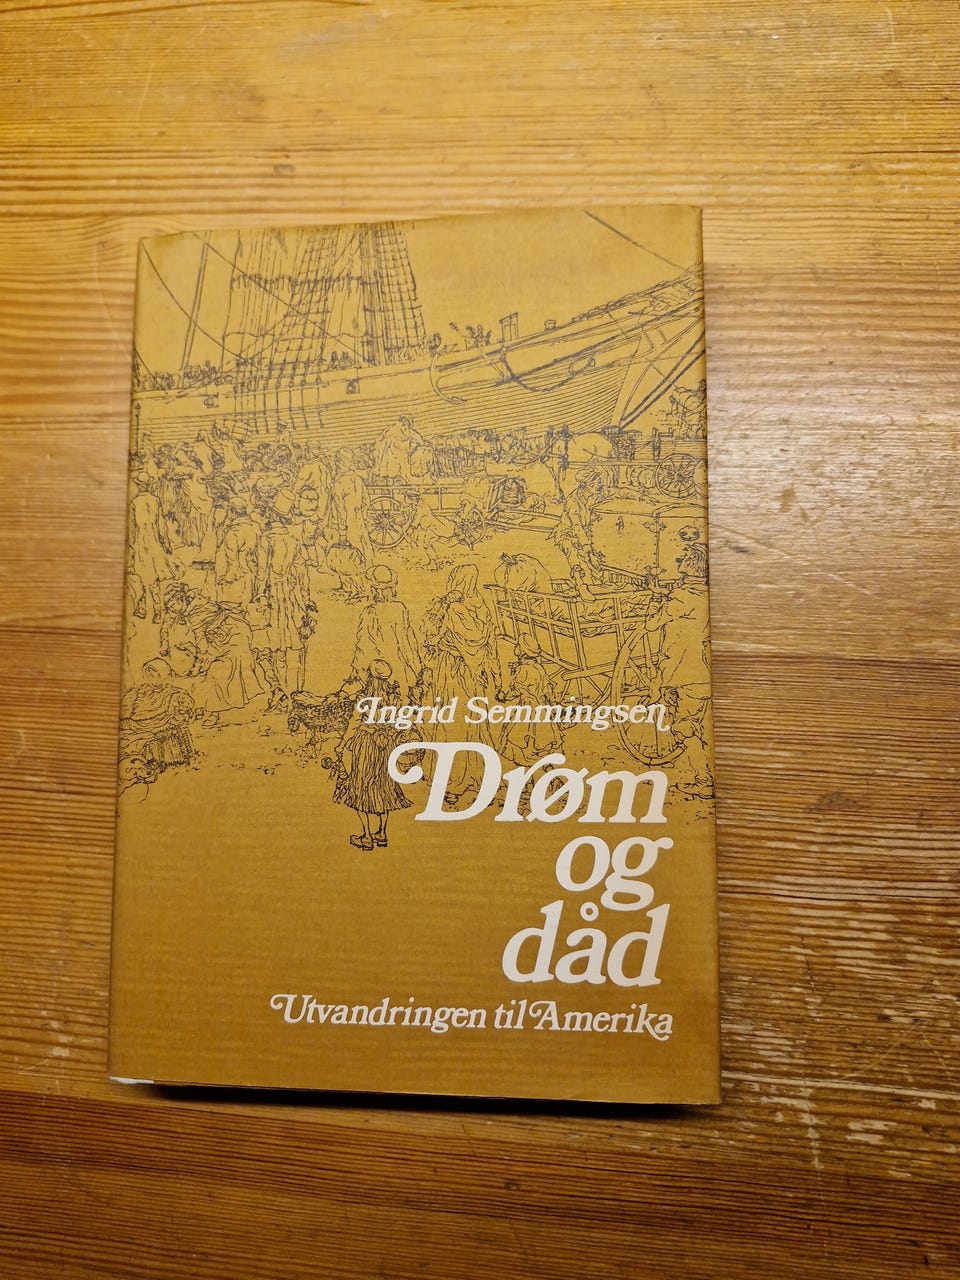 Ingrid Semmingsen
Drøm
og
dåd
Utvandringen til Amerika